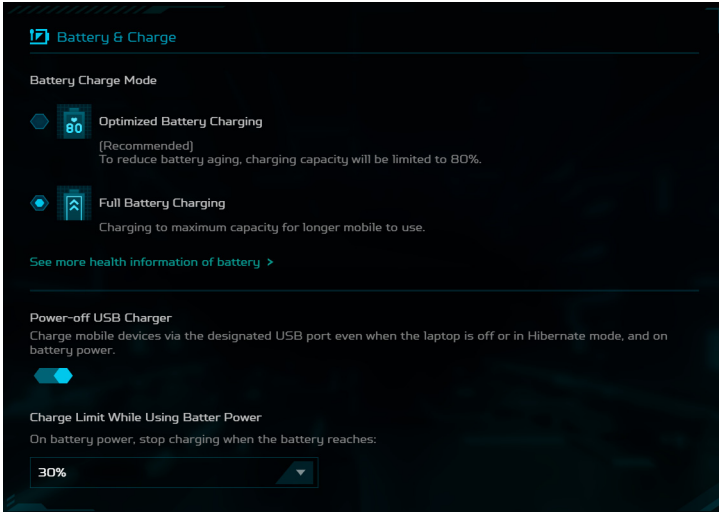 Battery & Charge
Battery Charge Mode
80
Optimized Battery Charging
(Recommended)
To reduce battery aging, charging capacity will be limited to 80%.
Full Battery Charging
Charging to maximum capacity for longer mobile to use.
See more health information of battery >
Power-off USB Charger
Charge mobile devices via the designated USB port even when the laptop is off or in Hibernate mode, and on
battery power.
Charge Limit While Using Batter Power
On battery power, stop charging when the battery reaches:
30%